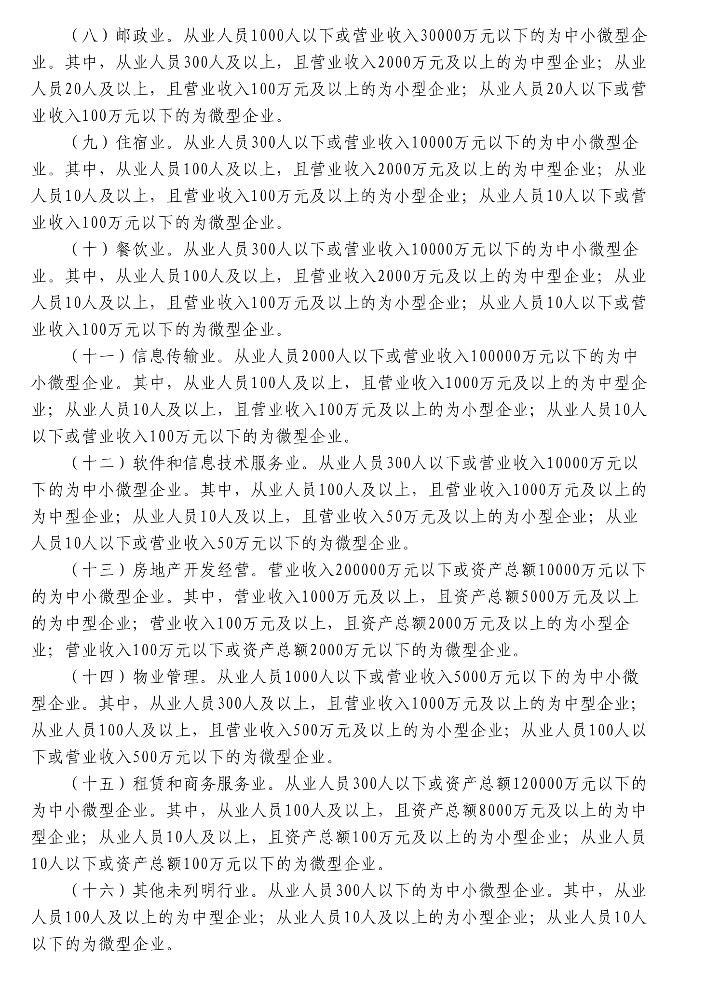 （八）邮政业。从业人员1000人以下或营业收入30000万元以下的为中小微型企
业。其中，从业人员300人及以上，且营业收入2000万元及以上的为中型企业；从业
人员20人及以上，且营业收入100万元及以上的为小型企业；从业人员20人以下或营
业收入100万元以下的为微型企业。
（九）住宿业。从业人员300人以下或营业收入10000万元以下的为中小微型企
业。其中，从业人员100人及以上，且营业收入2000万元及以上的为中型企业；从业
人员10人及以上，且营业收入100万元及以上的为小型企业；从业人员10人以下或营
业收入100万元以下的为微型企业。
（十）餐饮业。从业人员300人以下或营业收入10000万元以下的为中小微型企
业。其中，从业人员100人及以上，且营业收入2000万元及以上的为中型企业；从业
人员10人及以上，且营业收入100万元及以上的为小型企业；从业人员10人以下或营
业收入100万元以下的为微型企业。
（十一）信息传输业。从业人员2000人以下或营业收入100000万元以下的为中
小微型企业。其中，从业人员100人及以上，且营业收入1000万元及以上的为中型企
业；从业人员10人及以上，且营业收入100万元及以上的为小型企业；从业人员10人
以下或营业收入100万元以下的为微型企业。
（十二）软件和信息技术服务业。从业人员300人以下或营业收入10000万元以
下的为中小微型企业。其中，从业人员100人及以上，且营业收入1000万元及以上的
为中型企业；从业人员10人及以上，且营业收入50万元及以上的为小型企业；从业
人员10人以下或营业收入50万元以下的为微型企业。
（十三）房地产开发经营。营业收入200000万元以下或资产总额10000万元以下
的为中小微型企业。其中，营业收入1000万元及以上，且资产总额5000万元及以上
的为中型企业；营业收入100万元及以上，且资产总额2000万元及以上的为小型企
业；营业收入100万元以下或资产总额2000万元以下的为微型企业。
（十四）物业管理。从业人员1000人以下或营业收入5000万元以下的为中小微
型企业。其中，从业人员300人及以上，且营业收入1000万元及以上的为中型企业；
从业人员100人及以上，且营业收入500万元及以上的为小型企业；从业人员100人以
下或营业收入500万元以下的为微型企业。
（十五）租赁和商务服务业。从业人员300人以下或资产总额120000万元以下的
为中小微型企业。其中，从业人员100人及以上，且资产总额8000万元及以上的为中
型企业；从业人员10人及以上，且资产总额100万元及以上的为小型企业；从业人员
10人以下或资产总额100万元以下的为微型企业。
（十六）其他未列明行业。从业人员300人以下的为中小微型企业。其中，从业
人员100人及以上的为中型企业；从业人员10人及以上的为小型企业；从业人员10人
以下的为微型企业。